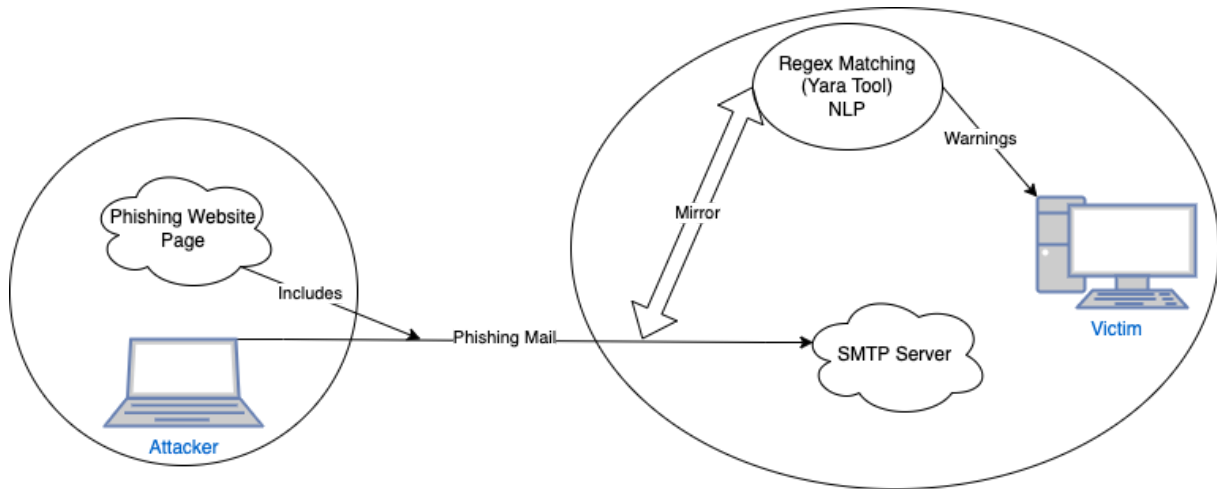 Regex Matching
(Yara Tool)
NLP
Warnings
Mirror
Phishing Website
Page
Includes
Phishing Mail
SMTP Server
Victim
Attacker